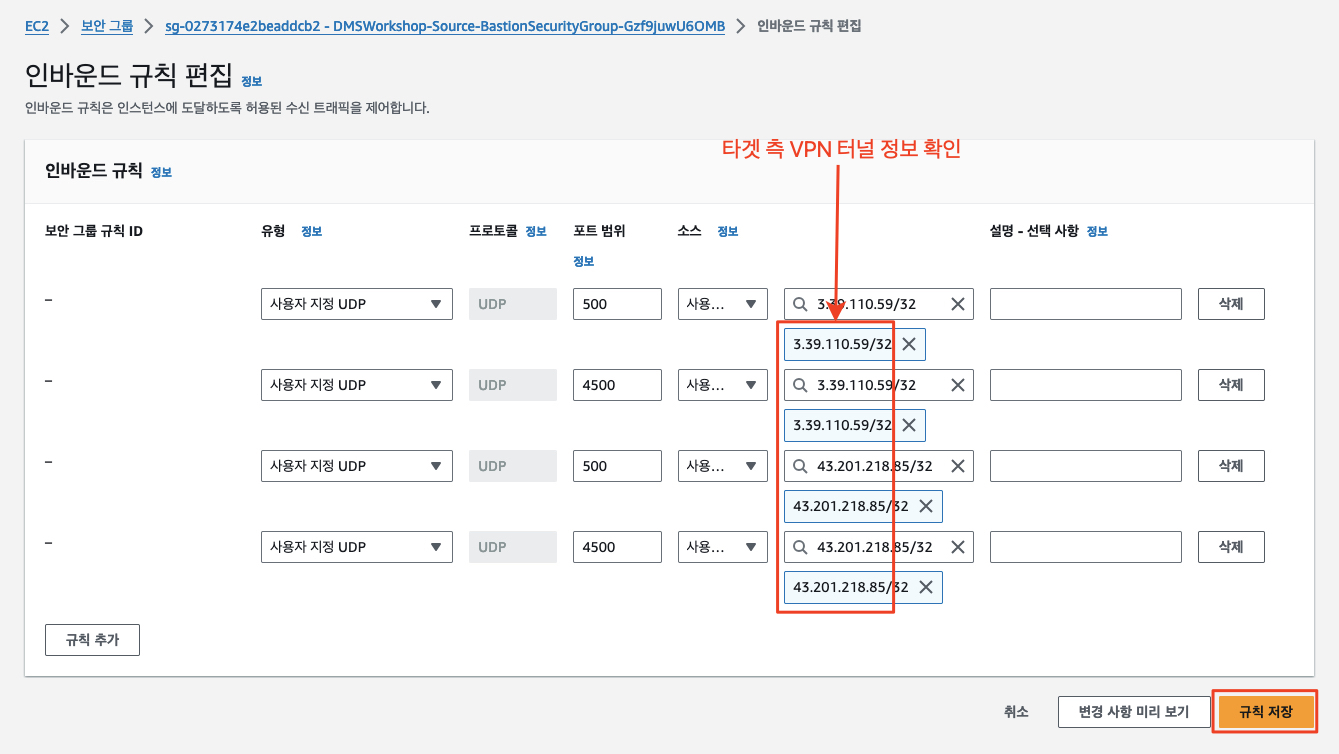 EC2 > 보안 그룹 > sg-0273174e2beaddcb2 - DMSWorkshop-Source-BastionSecurityGroup-Gzf9juwU6OMB > 인바운드 규칙 편집
인바운드 규칙 편집 정보
인바운드 규칙은 인스턴스에 도달하도록 허용된 수신 트래픽을 제어합니다.
타겟 측 VPN 터널 정보 확인
인바운드 규칙 정보
보안 그룹 규칙 ID 유형 정보 프로토콜 정보 포트 범위 소스 정보 설명 - 선택 사항 정보
정보
– 사용자 지정 UDP UDP 500 사용... 3.39.110.59/32 삭제
3.39.110.59/32
– 사용자 지정 UDP UDP 4500 사용... 3.39.110.59/32 삭제
3.39.110.59/32
– 사용자 지정 UDP UDP 500 사용... 43.201.218.85/32 삭제
43.201.218.85/32
– 사용자 지정 UDP UDP 4500 사용... 43.201.218.85/32 삭제
43.201.218.85/32
규칙 추가
취소 변경 사항 미리 보기 규칙 저장